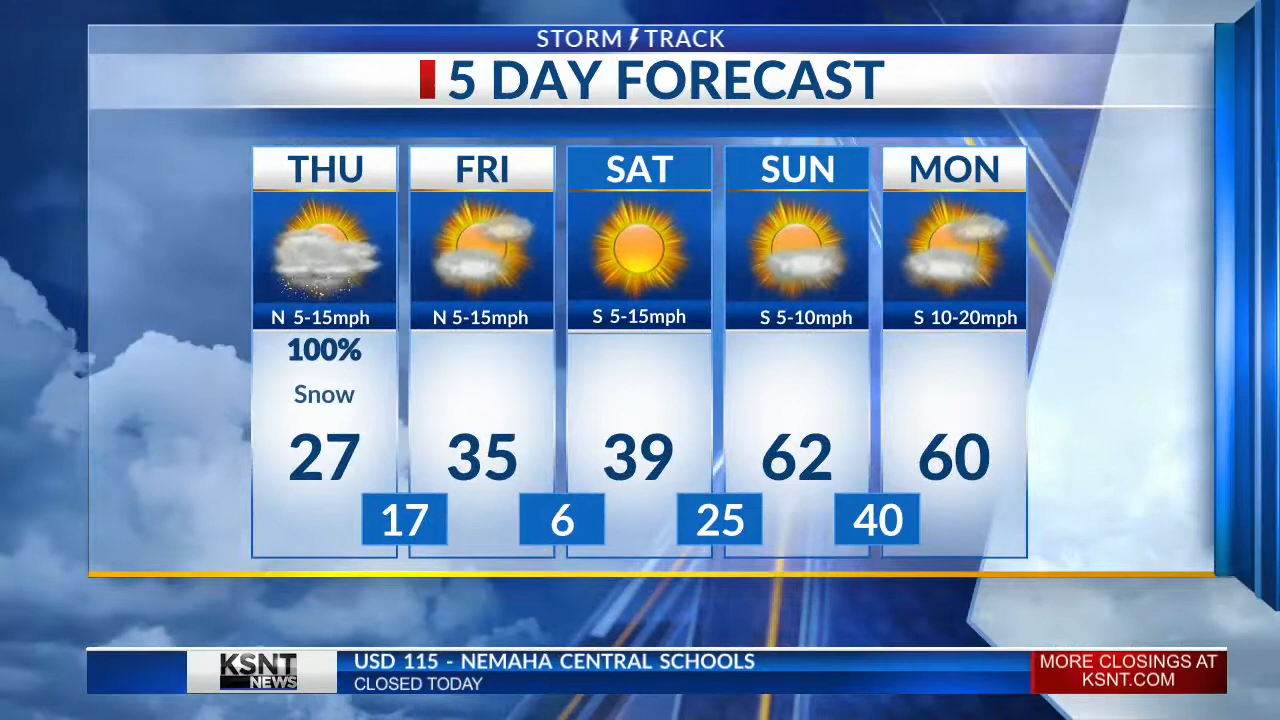 STORM TRACK
5 DAY FORECAST
THU FRI SAT SUN MON
N 5-15mph N 5-15mph S 5-15mph S 5-10mph S 10-20mph
100%
Snow
27 35 39 62 60
17 6 25 40
KSNT NEWS
USD 115 - NEMAHA CENTRAL SCHOOLS
CLOSED TODAY
MORE CLOSINGS AT
KSNT.COM